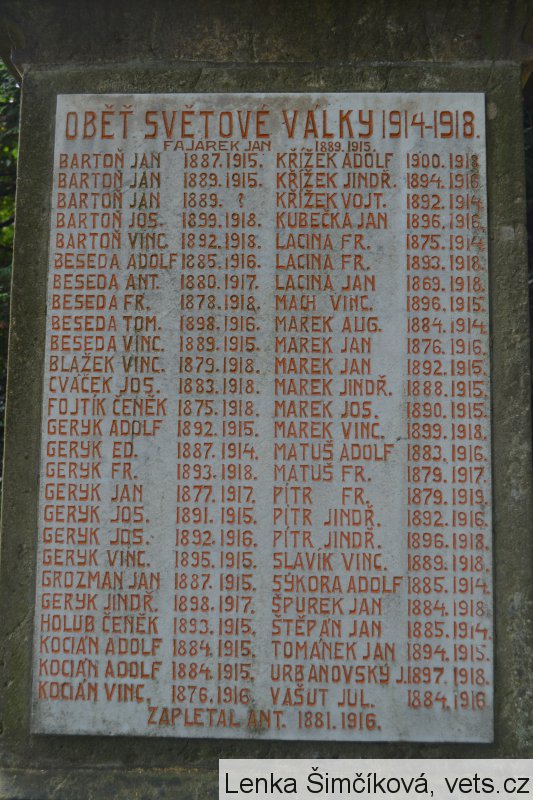 OBĚŤ SVĚTOVÉ VÁLKY 1914-1918.
FAJÁREK JAN 1889.1915.
BARTOŇ JAN 1887.1915. KŘÍŽEK ADOLF 1900.1918
BARTOŇ JAN 1889.1915. KŘÍŽEK JINDŘ. 1894.1916
BARTOŇ JAN 1889. ? KŘÍŽEK VOJT. 1892.1914
BARTOŇ JOS. 1899.1918. KUBEČKA JAN 1896.1918
BARTOŇ VINC. 1892.1918. LACINA FR. 1875.1914
BESEDA ADOLF 1885.1916. LACINA FR. 1893.1918.
BESEDA ANT. 1880.1917. LACINA JAN 1869.1918.
BESEDA FR. 1878.1918. MACH VINC. 1896.1915.
BESEDA TOM. 1898.1916. MAREK AUG. 1884.1914.
BESEDA VINC. 1889.1915. MAREK JAN 1876.1916.
BLAŽEK VINC. 1879.1918. MAREK JAN 1892.1915.
CVÁČEK JOS. 1883.1918. MAREK JINDŘ. 1888.1915.
FOJTÍK ČENĚK 1875.1918. MAREK JOS. 1890.1915.
GERYK ADOLF 1892.1915. MAREK VINC. 1899.1918.
GERYK ED. 1887.1914. MATUŠ ADOLF 1883.1916.
GERYK FR. 1893.1918. MATUŠ FR. 1879.1917.
GERYK JAN 1877.1917. PÍTR FR. 1879.1919.
GERYK JOS. 1891.1915. PÍTR JINDŘ. 1892.1916.
GERYK JOS. 1892.1916. PÍTR JINDŘ. 1896.1918.
GERYK VINC. 1895.1915. SLAVÍK VINC. 1889.1918.
GROZMAN JAN 1887.1915. SÝKORA ADOLF 1885.1914.
GERYK JINDŘ. 1898.1917. ŠPUREK JAN 1884.1918.
HOLUB ČENĚK 1893.1915. ŠTĚPÁN JAN 1885.1914.
KOCIÁN ADOLF 1884.1915. TOMÁNEK JAN 1894.1915.
KOCIÁN ADOLF 1884.1915. URBANOVSKÝ J. 1897.1918.
KOCIÁN VINC. 1876.1916. VAŠUT JUL. 1884.1916
ZAPLETAL ANT. 1881.1916.
Lenka Šimčíková, vets.cz